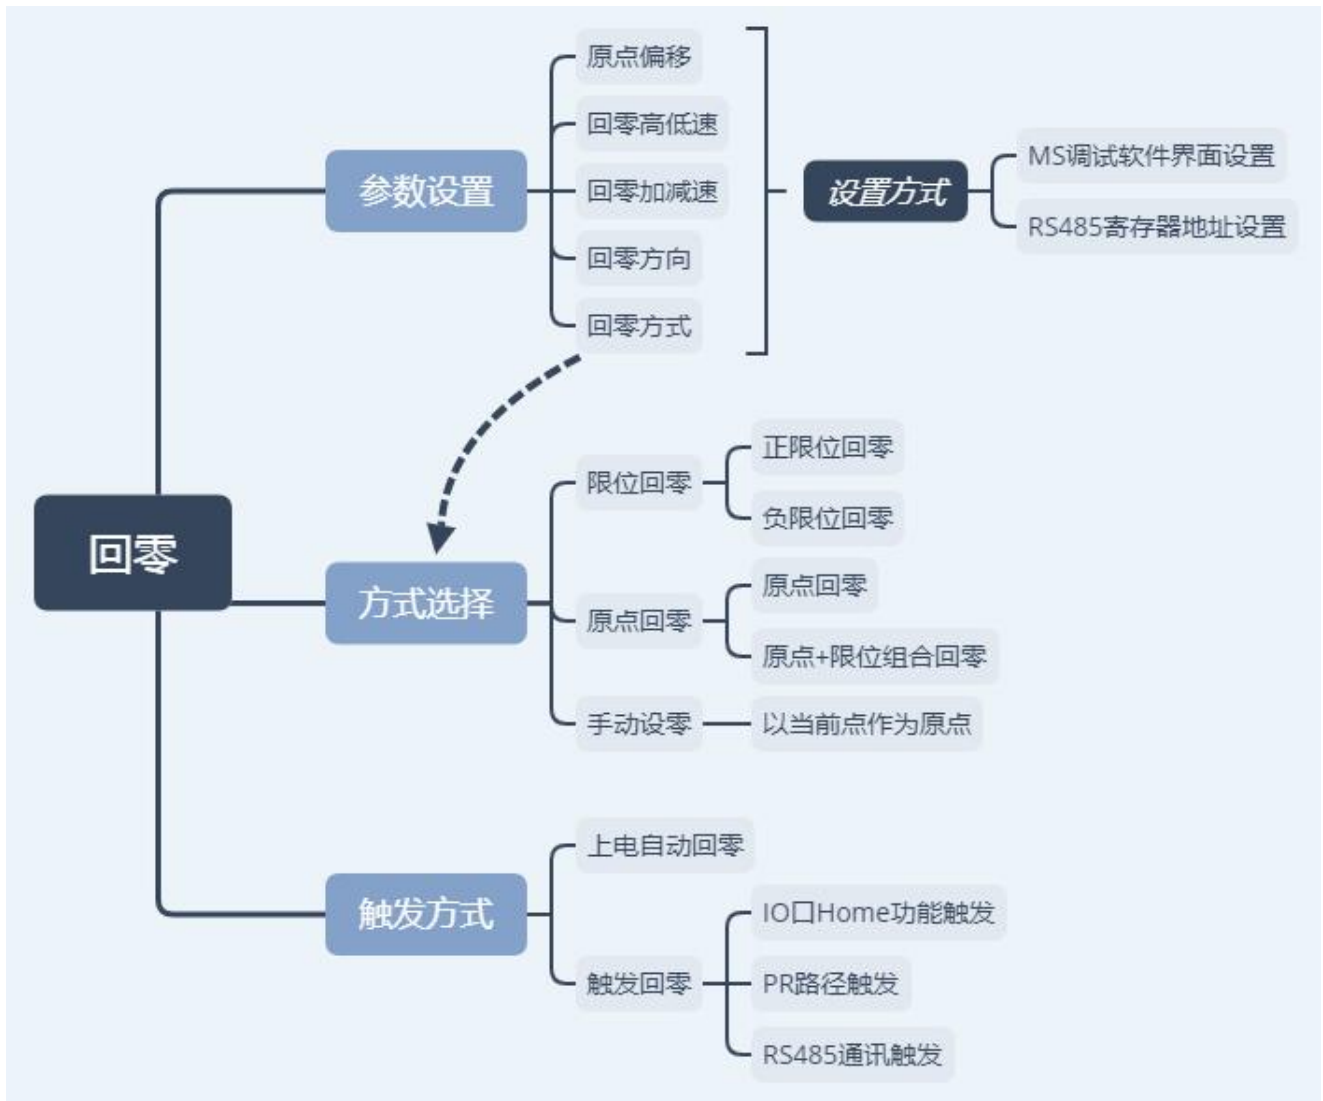 回零
参数设置
原点偏移
回零高低速
回零加减速
回零方向
回零方式
设置方式
MS调试软件界面设置
RS485寄存器地址设置
方式选择
限位回零
正限位回零
负限位回零
原点回零
原点回零
原点+限位组合回零
手动设零
以当前点作为原点
触发方式
上电自动回零
触发回零
IO口Home功能触发
PR路径触发
RS485通讯触发